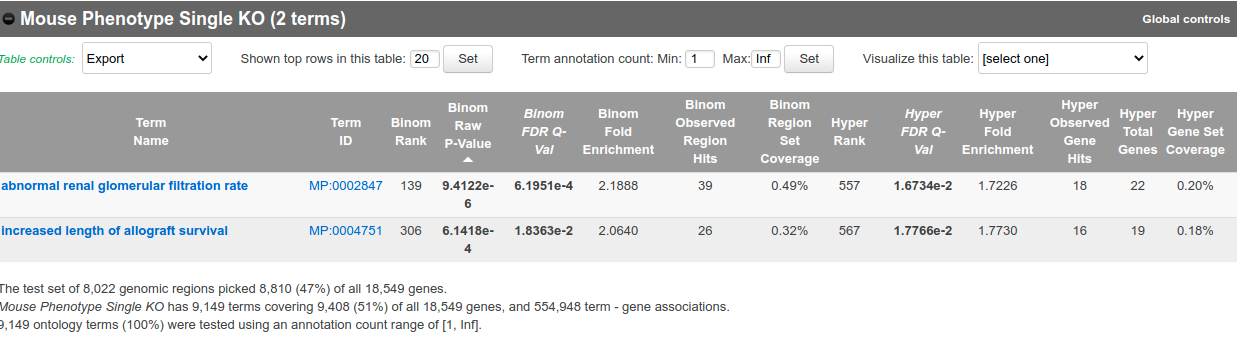 Mouse Phenotype Single KO (2 terms) Global controls
Table controls: Export Shown top rows in this table: 20 Set Term annotation count: Min: 1 Max: Inf Set Visualize this table: [select one]
Term Name Term ID Binom Rank Binom Raw P-Value Binom FDR Q-Val Binom Fold Enrichment Binom Observed Region Hits Binom Region Set Coverage Hyper Rank Hyper FDR Q-Val Hyper Fold Enrichment Hyper Observed Gene Hits Hyper Total Genes Hyper Gene Set Coverage
abnormal renal glomerular filtration rate MP:0002847 139 9.4122e-6 6.1951e-4 2.1888 39 0.49% 557 1.6734e-2 1.7226 18 22 0.20%
increased length of allograft survival MP:0004751 306 6.1418e-4 1.8363e-2 2.0640 26 0.32% 567 1.7766e-2 1.7730 16 19 0.18%
The test set of 8,022 genomic regions picked 8,810 (47%) of all 18,549 genes.
Mouse Phenotype Single KO has 9,149 terms covering 9,408 (51%) of all 18,549 genes, and 554,948 term - gene associations.
9,149 ontology terms (100%) were tested using an annotation count range of [1, Inf].